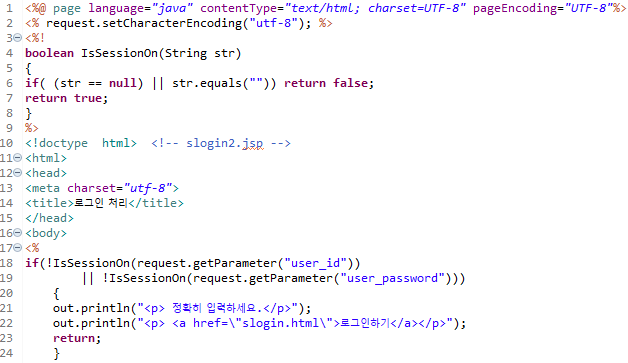 1 <%@ page language="java" contentType="text/html; charset=UTF-8" pageEncoding="UTF-8"%>
2 <% request.setCharacterEncoding("utf-8"); %>
3 <%!
4 boolean IsSessionOn(String str)
5 {
6 if( (str == null) || str.equals("")) return false;
7 return true;
8 }
9 %>
10 <!doctype  html>  <!-- slogin2.jsp -->
11 <html>
12 <head>
13 <meta charset="utf-8">
14 <title>로그인 처리</title>
15 </head>
16 <body>
17 <%
18 if(!IsSessionOn(request.getParameter("user_id"))
19         || !IsSessionOn(request.getParameter("user_password")))
20     {
21     out.println("<p> 정확히 입력하세요.</p>");
22     out.println("<p> <a href=\"slogin.html\">로그인하기</a></p>");
23     return;
24     }